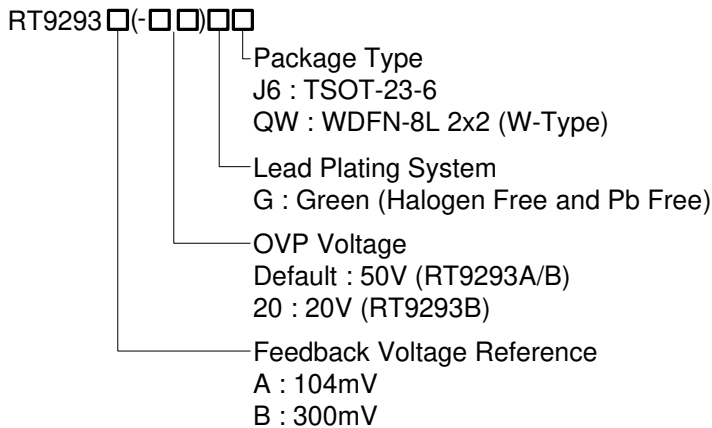 RT9293□(-□□)□□
Package Type
J6 : TSOT-23-6
QW : WDFN-8L 2x2 (W-Type)
Lead Plating System
G : Green (Halogen Free and Pb Free)
OVP Voltage
Default : 50V (RT9293A/B)
20 : 20V (RT9293B)
Feedback Voltage Reference
A : 104mV
B : 300mV